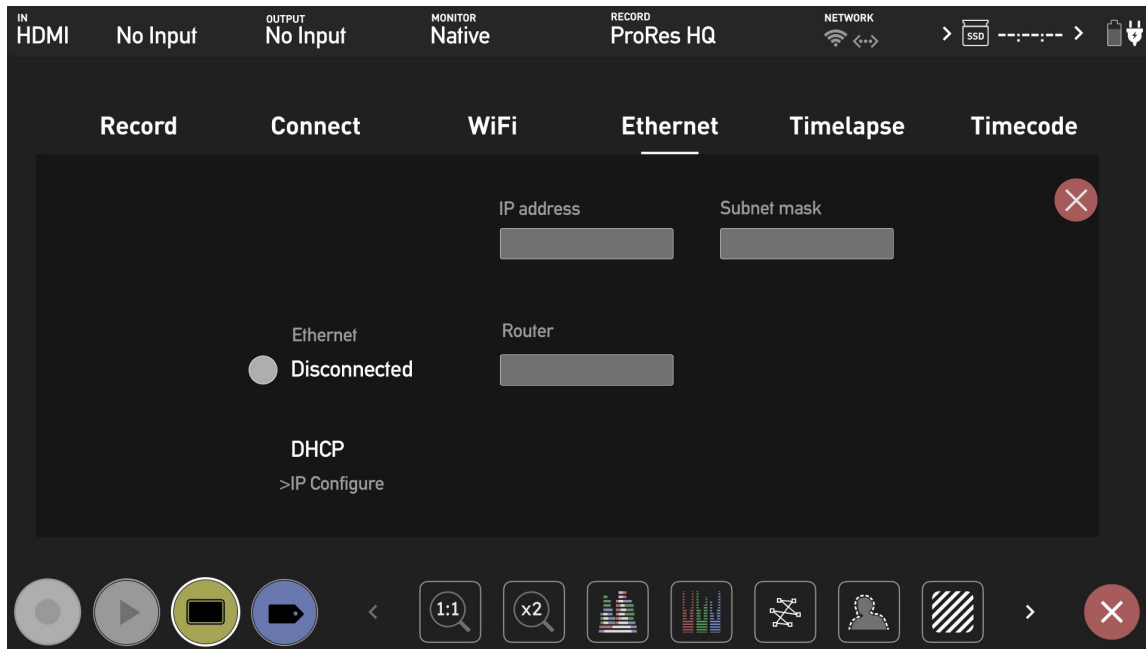 IN OUTPUT MONITOR RECORD NETWORK
HDMI No Input No Input Native ProRes HQ SSD --:--:--
Record Connect WiFi Ethernet Timelapse Timecode
IP address Subnet mask
Ethernet Router
Disconnected
DHCP
>IP Configure
1:1 x2